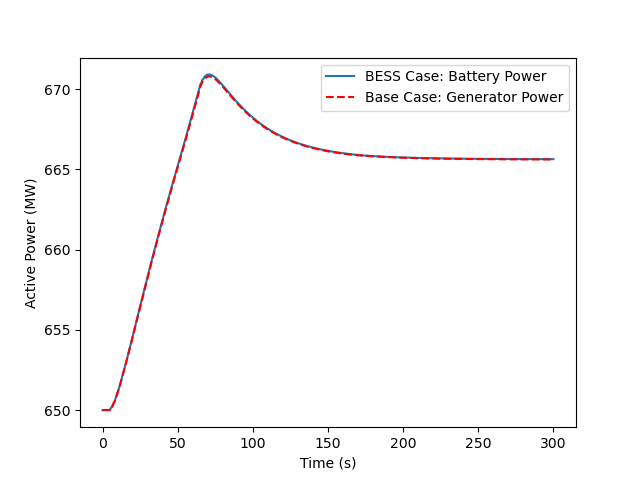 BESS Case: Battery Power
Base Case: Generator Power
Active Power (MW)
670
665
660
655
650
0 50 100 150 200 250 300
Time (s)